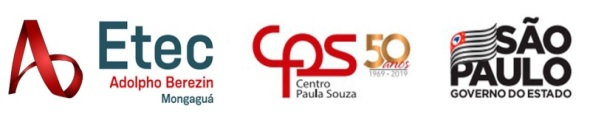 Etec
Adolpho Berezin
Mongaguá
cps
50
anos
1969 - 2019
Centro
Paula Souza
SÃO
PAULO
GOVERNO DO ESTADO